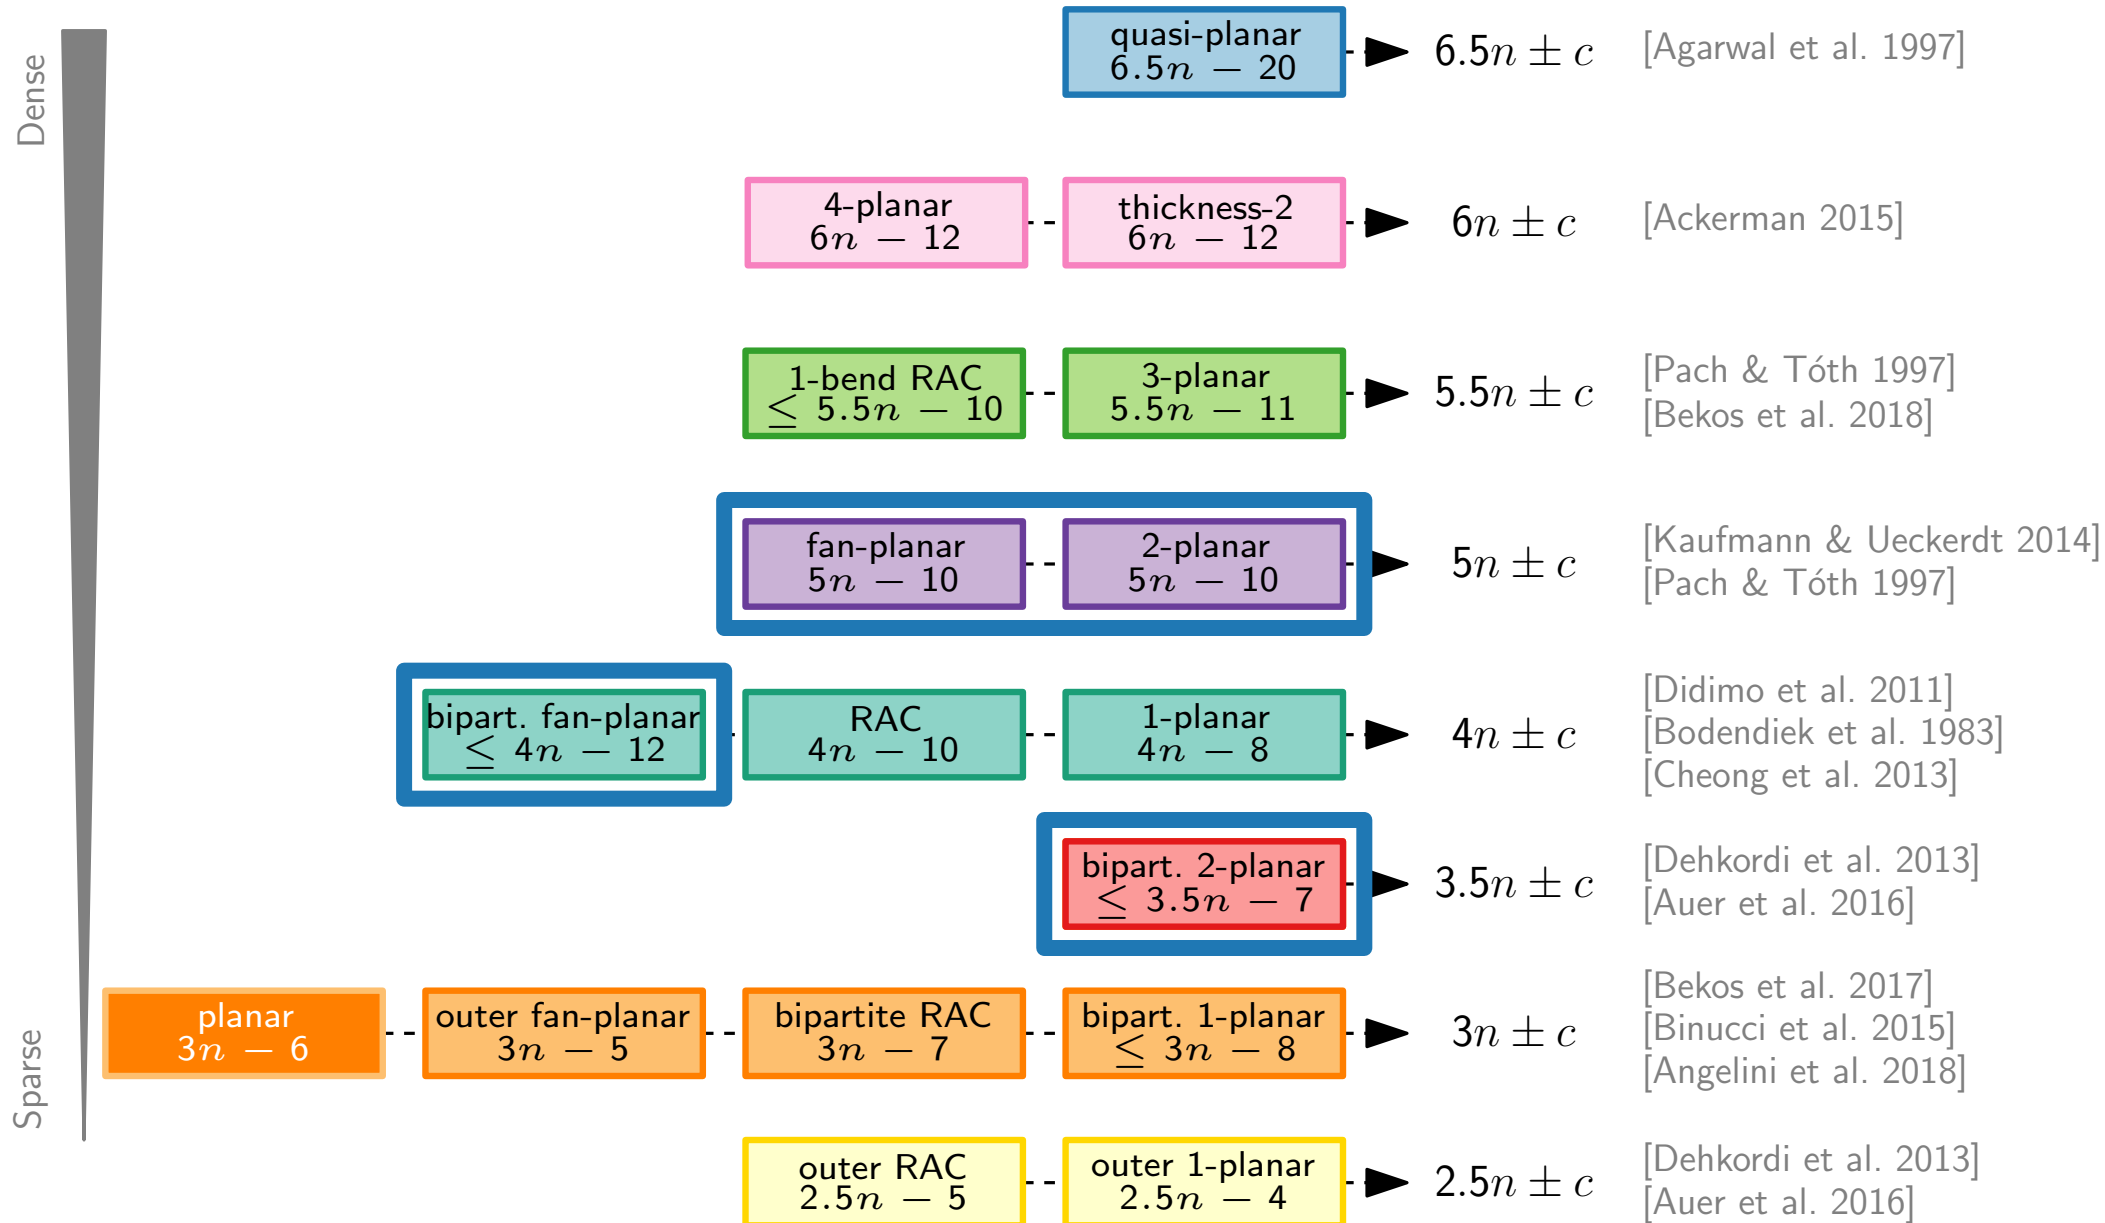 Dense
quasi-planar
6.5n − 20
6.5n ± c
[Agarwal et al. 1997]
4-planar
6n − 12
thickness-2
6n − 12
6n ± c
[Ackerman 2015]
1-bend RAC
≤ 5.5n − 10
3-planar
5.5n − 11
5.5n ± c
[Pach & Tóth 1997]
[Bekos et al. 2018]
fan-planar
5n − 10
2-planar
5n − 10
5n ± c
[Kaufmann & Ueckerdt 2014]
[Pach & Tóth 1997]
bipart. fan-planar
≤ 4n − 12
RAC
4n − 10
1-planar
4n − 8
4n ± c
[Didimo et al. 2011]
[Bodendiek et al. 1983]
[Cheong et al. 2013]
bipart. 2-planar
≤ 3.5n − 7
3.5n ± c
[Dehkordi et al. 2013]
[Auer et al. 2016]
Sparse
planar
3n − 6
outer fan-planar
3n − 5
bipartite RAC
3n − 7
bipart. 1-planar
≤ 3n − 8
3n ± c
[Bekos et al. 2017]
[Binucci et al. 2015]
[Angelini et al. 2018]
outer RAC
2.5n − 5
outer 1-planar
2.5n − 4
2.5n ± c
[Dehkordi et al. 2013]
[Auer et al. 2016]